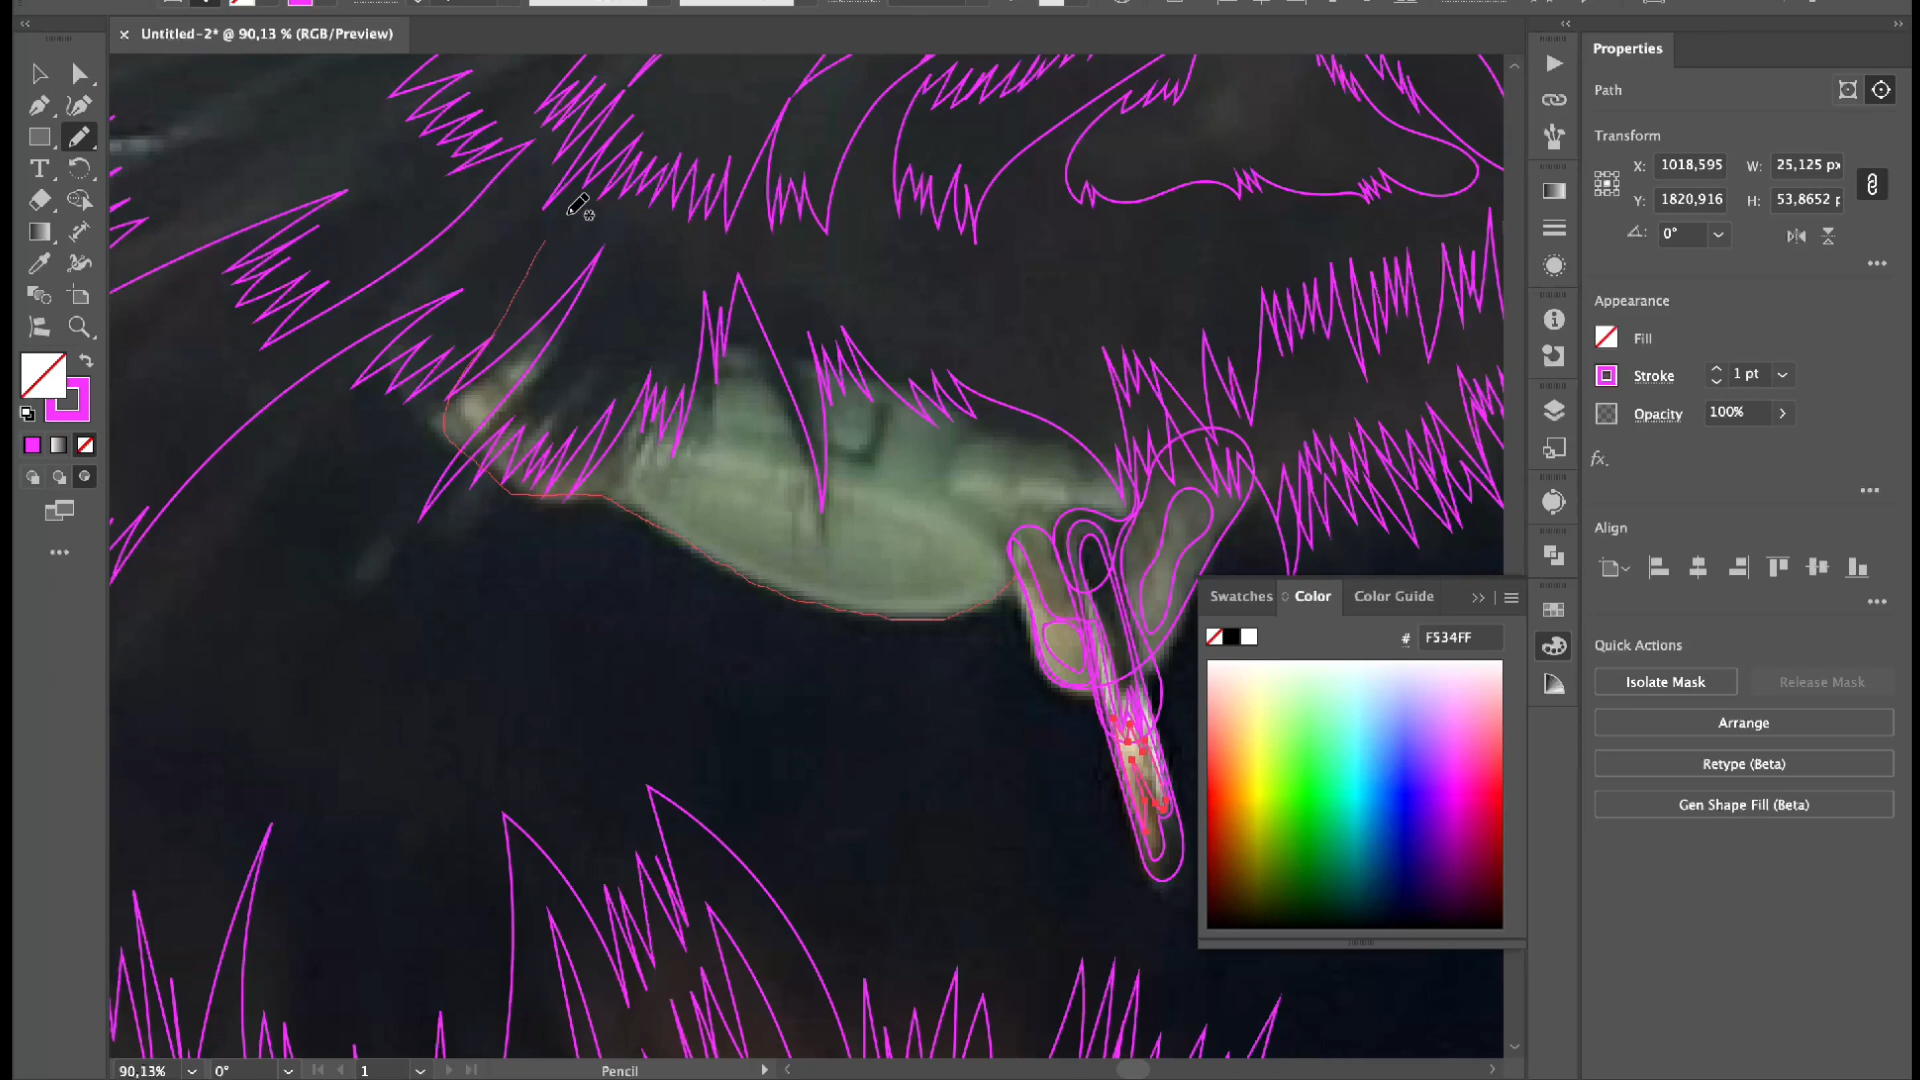 Untitled-2* @ 90,13 % (RGB/Preview)
Properties
Path
Transform
X: 1018,595 W: 25,125 px
Y: 1820,916 H: 53,8652 p
0°
Appearance
Fill
Stroke 1 pt
Opacity 100%
fx.
Align
Swatches Color Color Guide
# F534FF
Quick Actions
Isolate Mask Release Mask
Arrange
Retype (Beta)
Gen Shape Fill (Beta)
90,13% 0° 1 Pencil